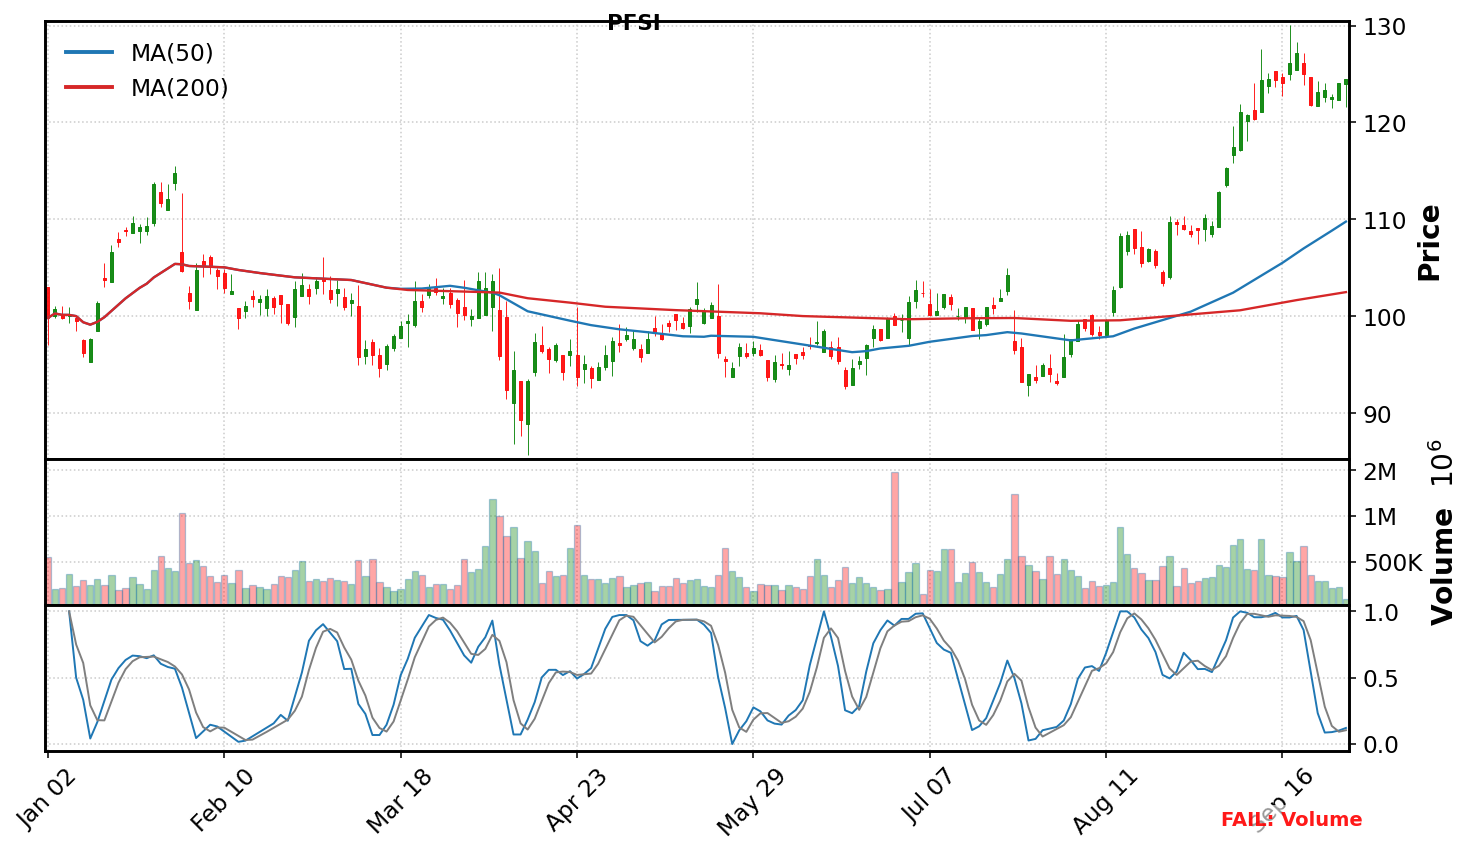 PFSI
MA(50)
MA(200)
130
120
110
100
90
Price
2M
1M
500K
Volume 10⁶
1.0
0.5
0.0
Jan 02
Feb 10
Mar 18
Apr 23
May 29
Jul 07
Aug 11
Sep 16
FAIL: Volume